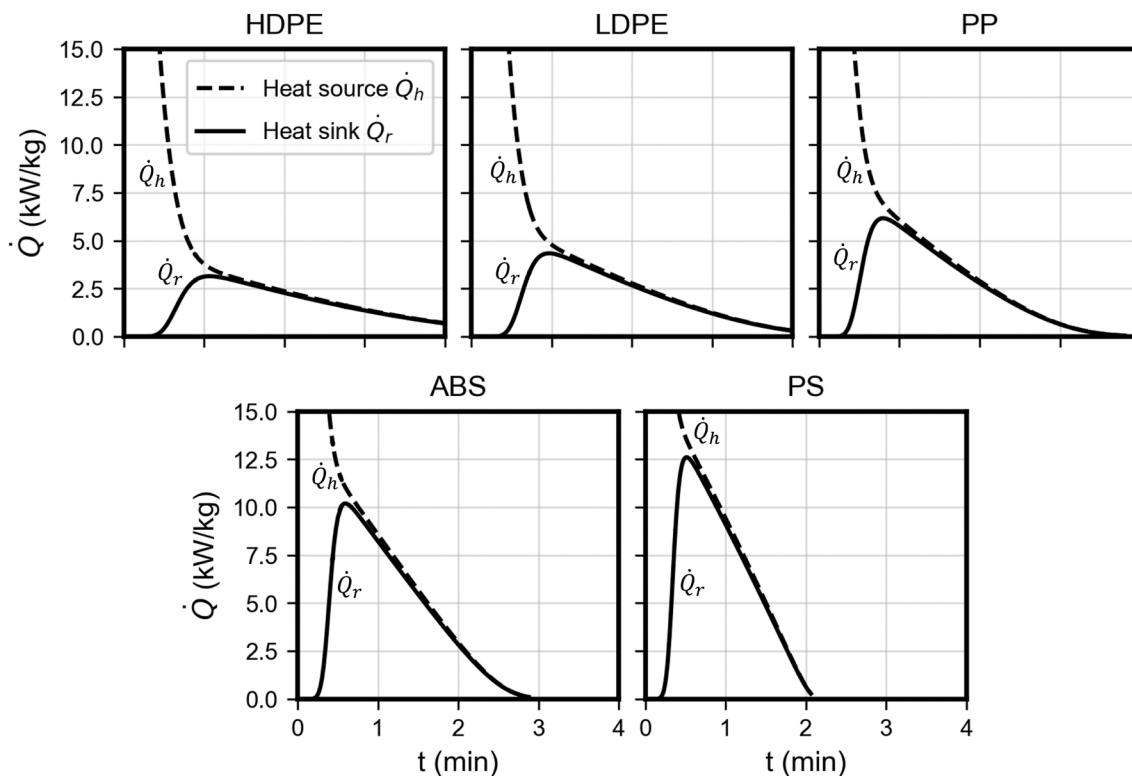 HDPE
LDPE
PP
15.0
12.5
10.0
7.5
5.0
2.5
0.0
Q̇ (kW/kg)
Heat source Q̇h
Heat sink Q̇r
Q̇h
Q̇r
Q̇h
Q̇r
Q̇h
Q̇r
ABS
PS
15.0
12.5
10.0
7.5
5.0
2.5
0.0
Q̇ (kW/kg)
Q̇h
Q̇r
Q̇h
Q̇r
0 1 2 3 4
0 1 2 3 4
t (min)
t (min)